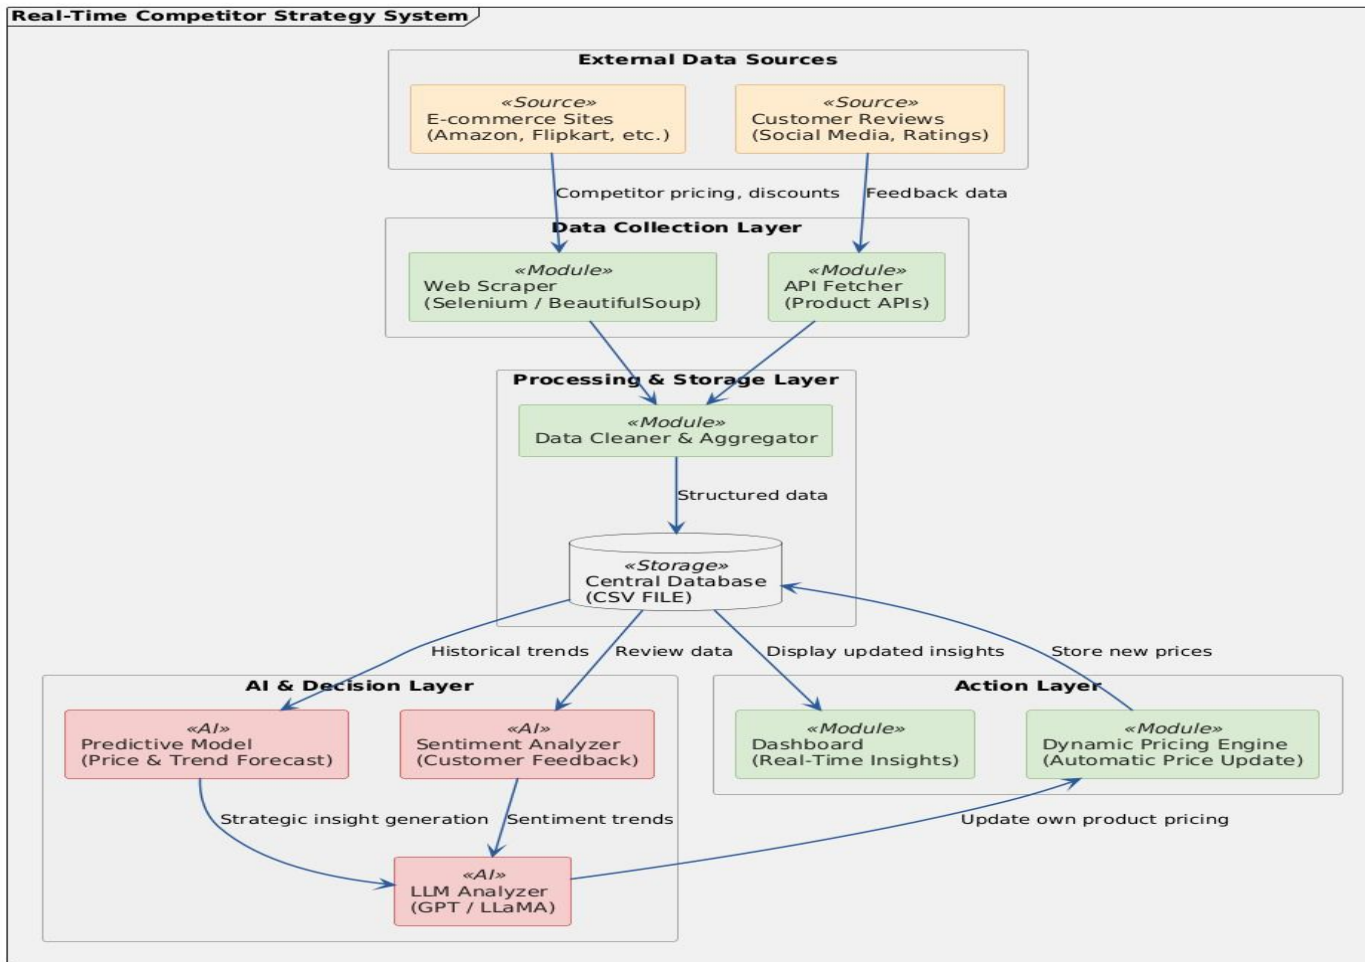 Real-Time Competitor Strategy System
External Data Sources
«Source»
E-commerce Sites
(Amazon, Flipkart, etc.)
«Source»
Customer Reviews
(Social Media, Ratings)
Competitor pricing, discounts
Feedback data
Data Collection Layer
«Module»
Web Scraper
(Selenium / BeautifulSoup)
«Module»
API Fetcher
(Product APIs)
Processing & Storage Layer
«Module»
Data Cleaner & Aggregator
Structured data
«Storage»
Central Database
(CSV FILE)
Historical trends
Review data
Display updated insights
Store new prices
AI & Decision Layer
«AI»
Predictive Model
(Price & Trend Forecast)
«AI»
Sentiment Analyzer
(Customer Feedback)
Strategic insight generation
Sentiment trends
«AI»
LLM Analyzer
(GPT / LLaMA)
Action Layer
«Module»
Dashboard
(Real-Time Insights)
«Module»
Dynamic Pricing Engine
(Automatic Price Update)
Update own product pricing